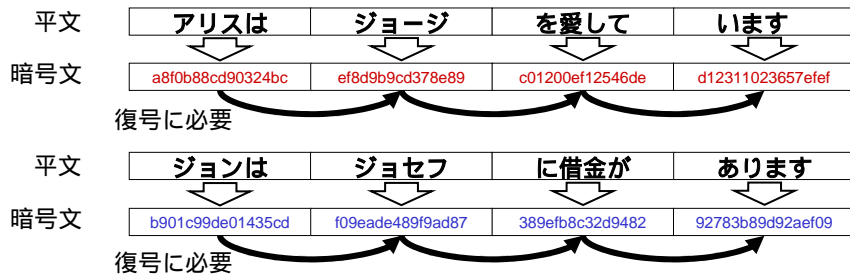 平文 アリスは ジョージ を愛して います
暗号文 a8f0b88cd90324bc ef8d9b9cd378e89 c01200ef12546de d12311023657efef
復号に必要
平文 ジョンは ジョセフ に借金が あります
暗号文 b901c99de01435cd f09eade489f9ad87 389efb8c32d9482 92783b89d92aef09
復号に必要